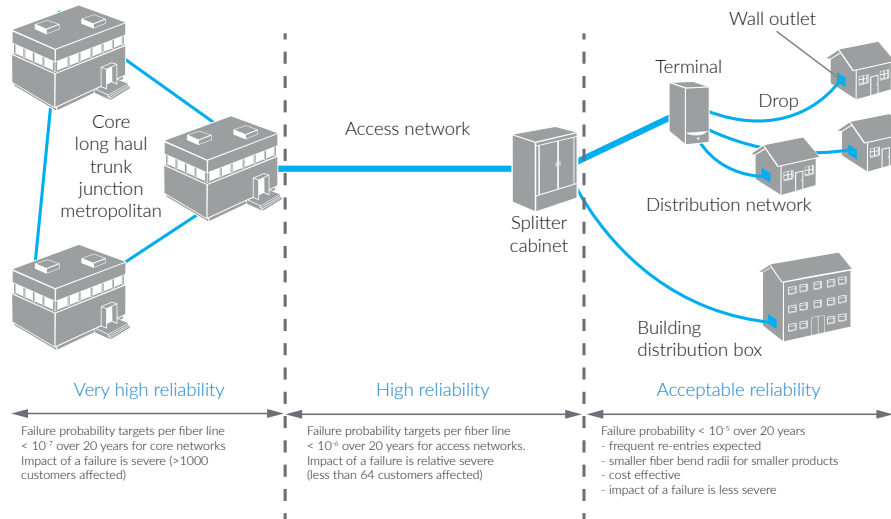 Wall outlet
Terminal
Drop
Core
long haul
trunk
junction
metropolitan
Access network
Splitter
cabinet
Distribution network
Building
distribution box
Very high reliability
High reliability
Acceptable reliability
Failure probability targets per fiber line
< 10⁻⁷ over 20 years for core networks
Impact of a failure is severe (>1000
customers affected)
Failure probability targets per fiber line
< 10⁻⁶ over 20 years for access networks.
Impact of a failure is relative severe
(less than 64 customers affected)
Failure probability < 10⁻⁵ over 20 years
- frequent re-entries expected
- smaller fiber bend radii for smaller products
- cost effective
- impact of a failure is less severe